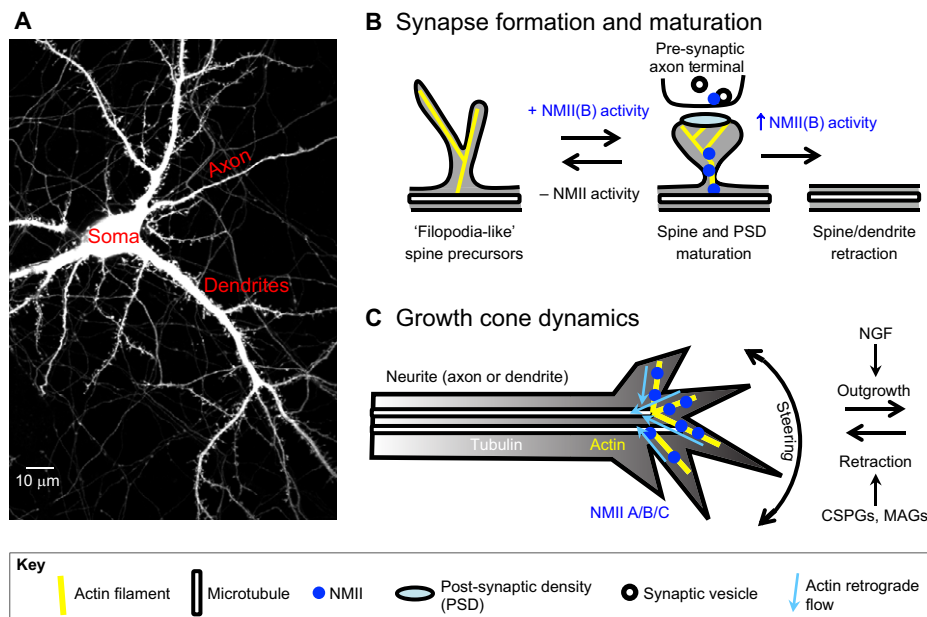 A
Axon
Soma
Dendrites
10 μm
B Synapse formation and maturation
Pre-synaptic
axon terminal
+ NMII(B) activity
↑ NMII(B) activity
– NMII activity
'Filopodia-like'
spine precursors
Spine and PSD
maturation
Spine/dendrite
retraction
C Growth cone dynamics
Neurite (axon or dendrite)
Tubulin
Actin
NMII A/B/C
Steering
NGF
Outgrowth
Retraction
CSPGs, MAGs
Key
Actin filament
Microtubule
NMII
Post-synaptic density
(PSD)
Synaptic vesicle
Actin retrograde
flow